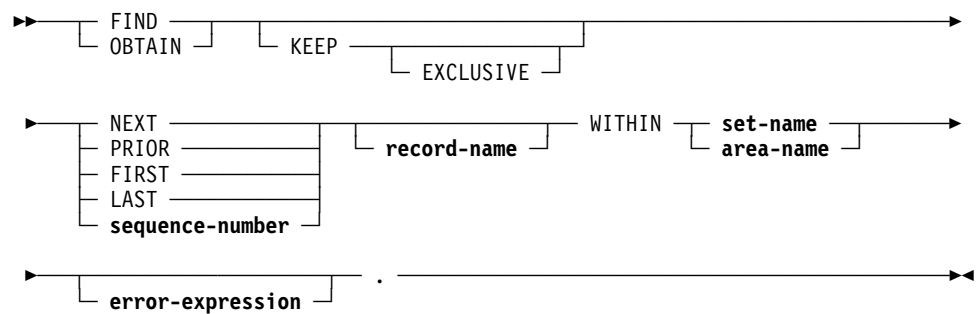 FIND
OBTAIN KEEP
EXCLUSIVE
NEXT WITHIN set-name
PRIOR record-name area-name
FIRST
LAST
sequence-number
.
error-expression